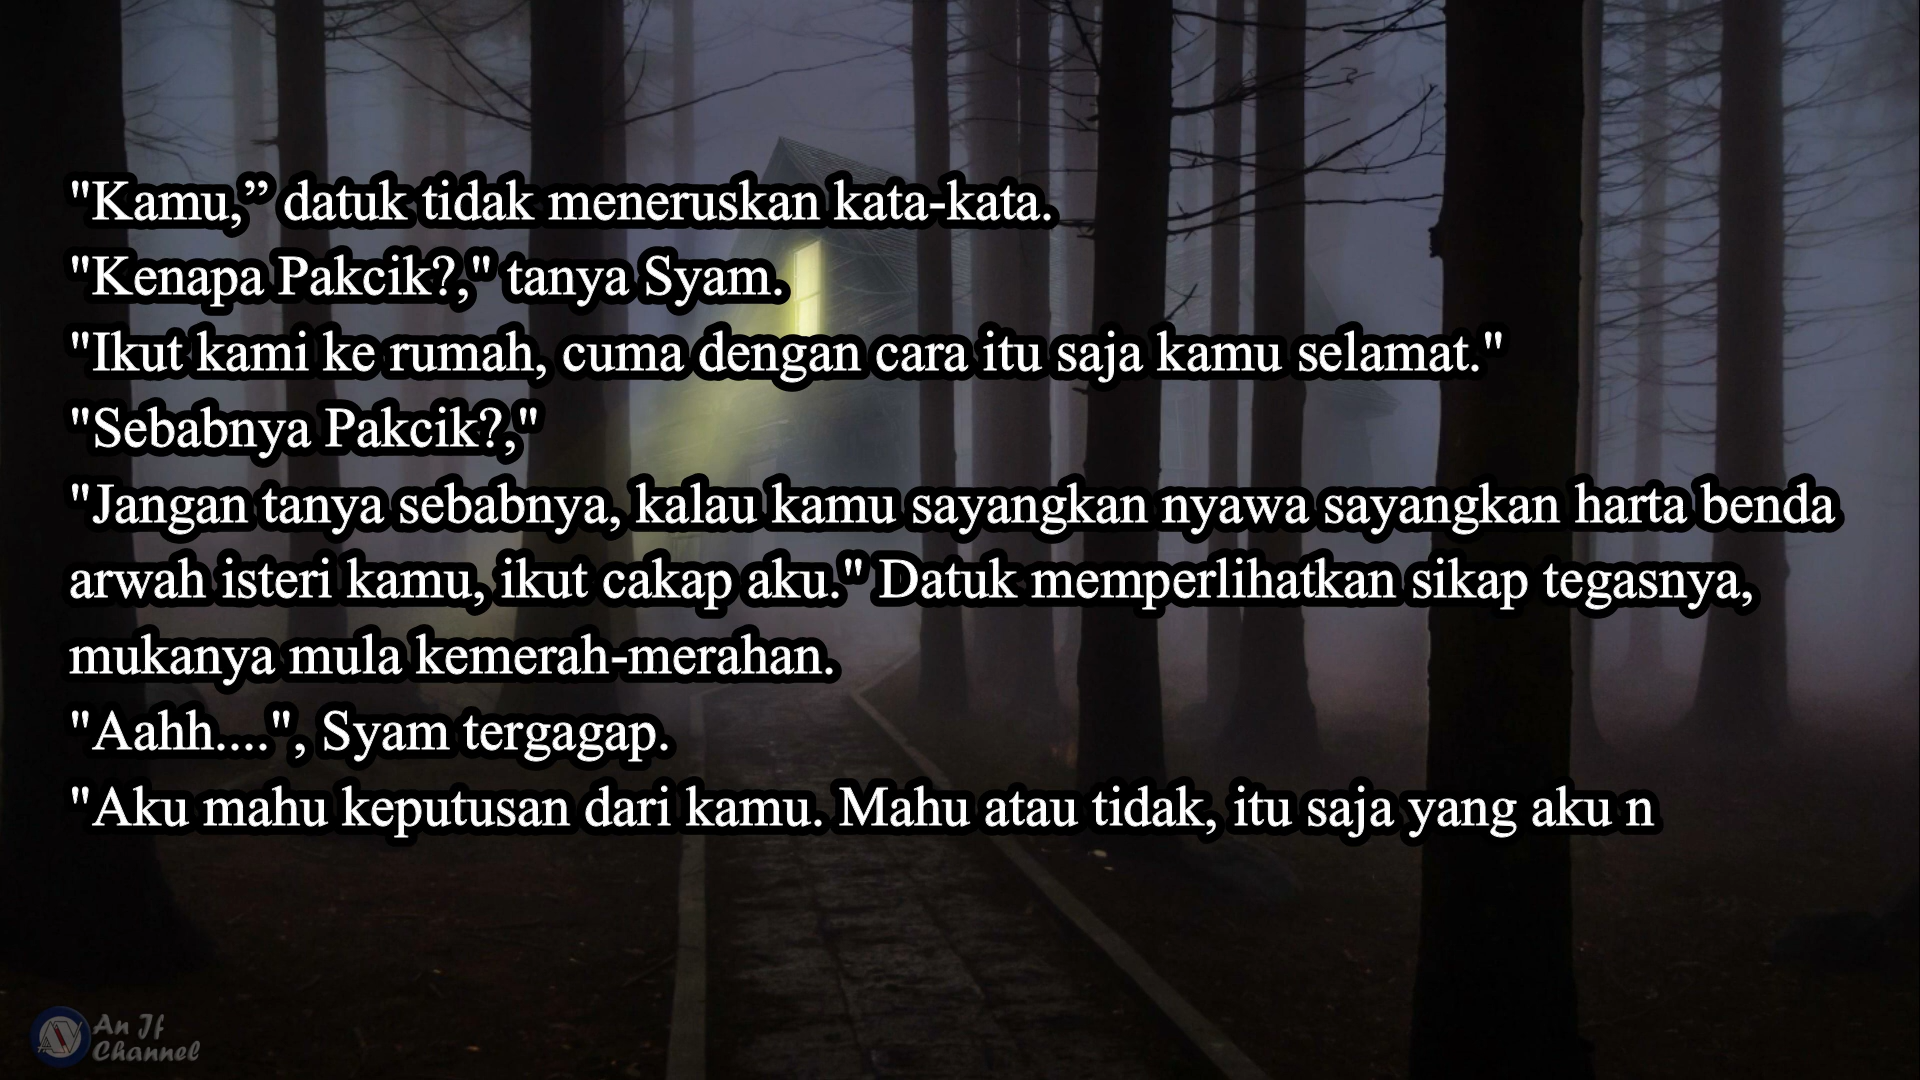 "Kamu,” datuk tidak meneruskan kata-kata.
"Kenapa Pakcik?," tanya Syam.
"Ikut kami ke rumah, cuma dengan cara itu saja kamu selamat."
"Sebabnya Pakcik?,"
"Jangan tanya sebabnya, kalau kamu sayangkan nyawa sayangkan harta benda
arwah isteri kamu, ikut cakap aku." Datuk memperlihatkan sikap tegasnya,
mukanya mula kemerah-merahan.
"Aahh....", Syam tergagap.
"Aku mahu keputusan dari kamu. Mahu atau tidak, itu saja yang aku n
An If
Channel